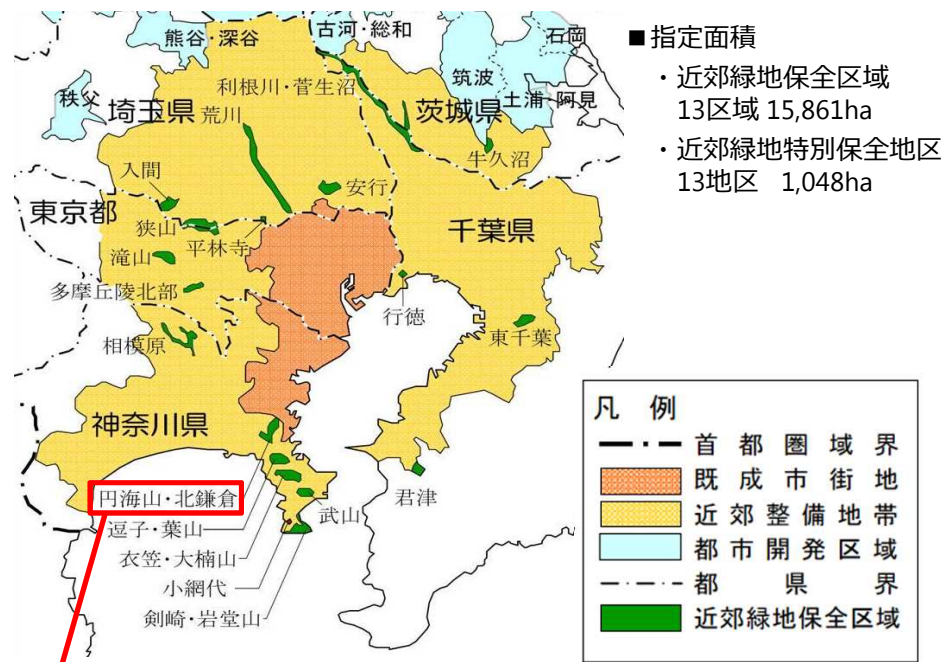 熊谷・深谷
古河・総和
石岡
筑波
土浦・阿見
秩父
埼玉県
利根川・菅生沼
茨城県
荒川
牛久沼
入間
安行
東京都
狭山
平林寺
千葉県
滝山
多摩丘陵北部
行徳
相模原
東千葉
神奈川県
円海山・北鎌倉
君津
逗子・葉山
武山
衣笠・大楠山
小網代
剣崎・岩堂山
■指定面積
・近郊緑地保全区域
13区域 15,861ha
・近郊緑地特別保全地区
13地区 1,048ha
凡例
首都圏域界
既成市街地
近郊整備地帯
都市開発区域
都県界
近郊緑地保全区域